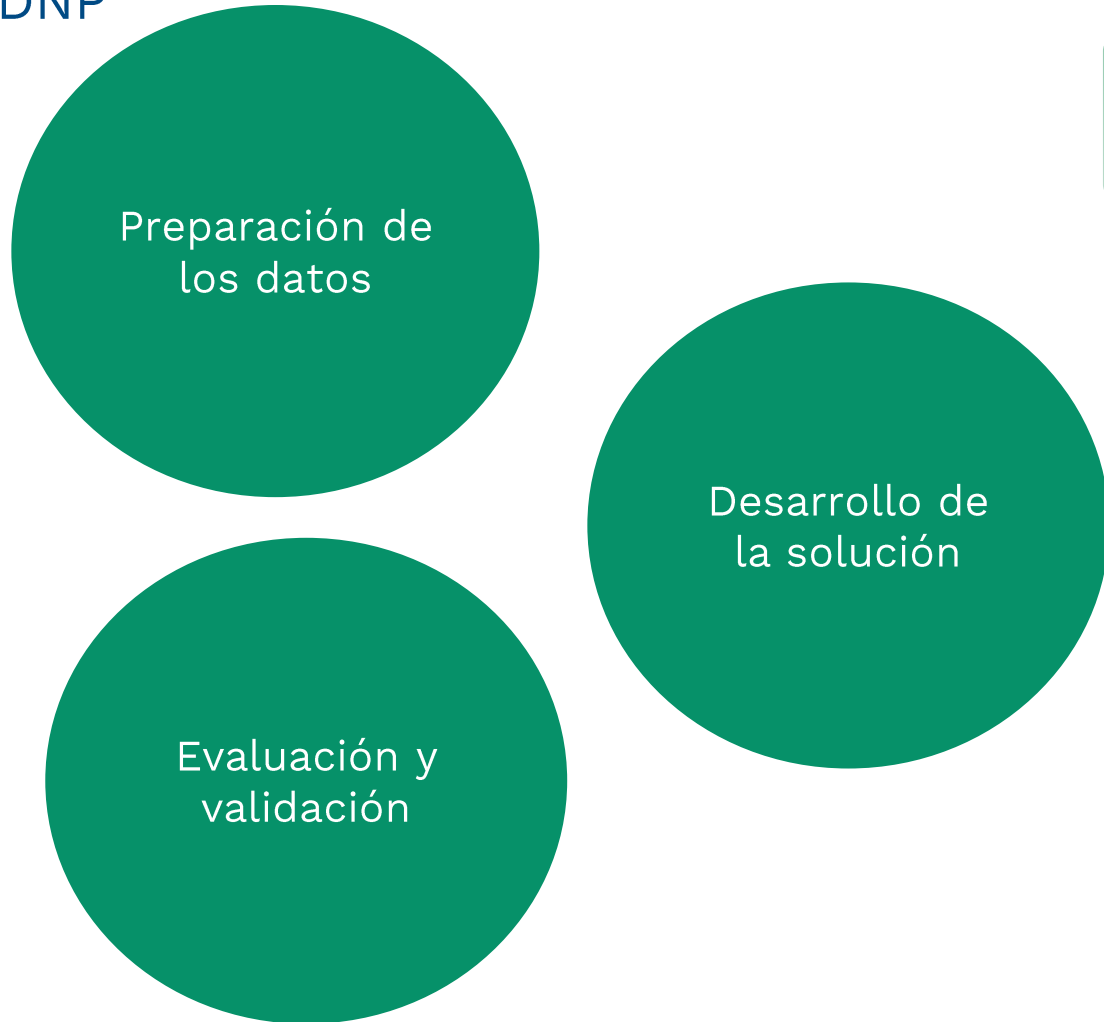 DNP
Preparación de
los datos
Desarrollo de
la solución
Evaluación y
validación